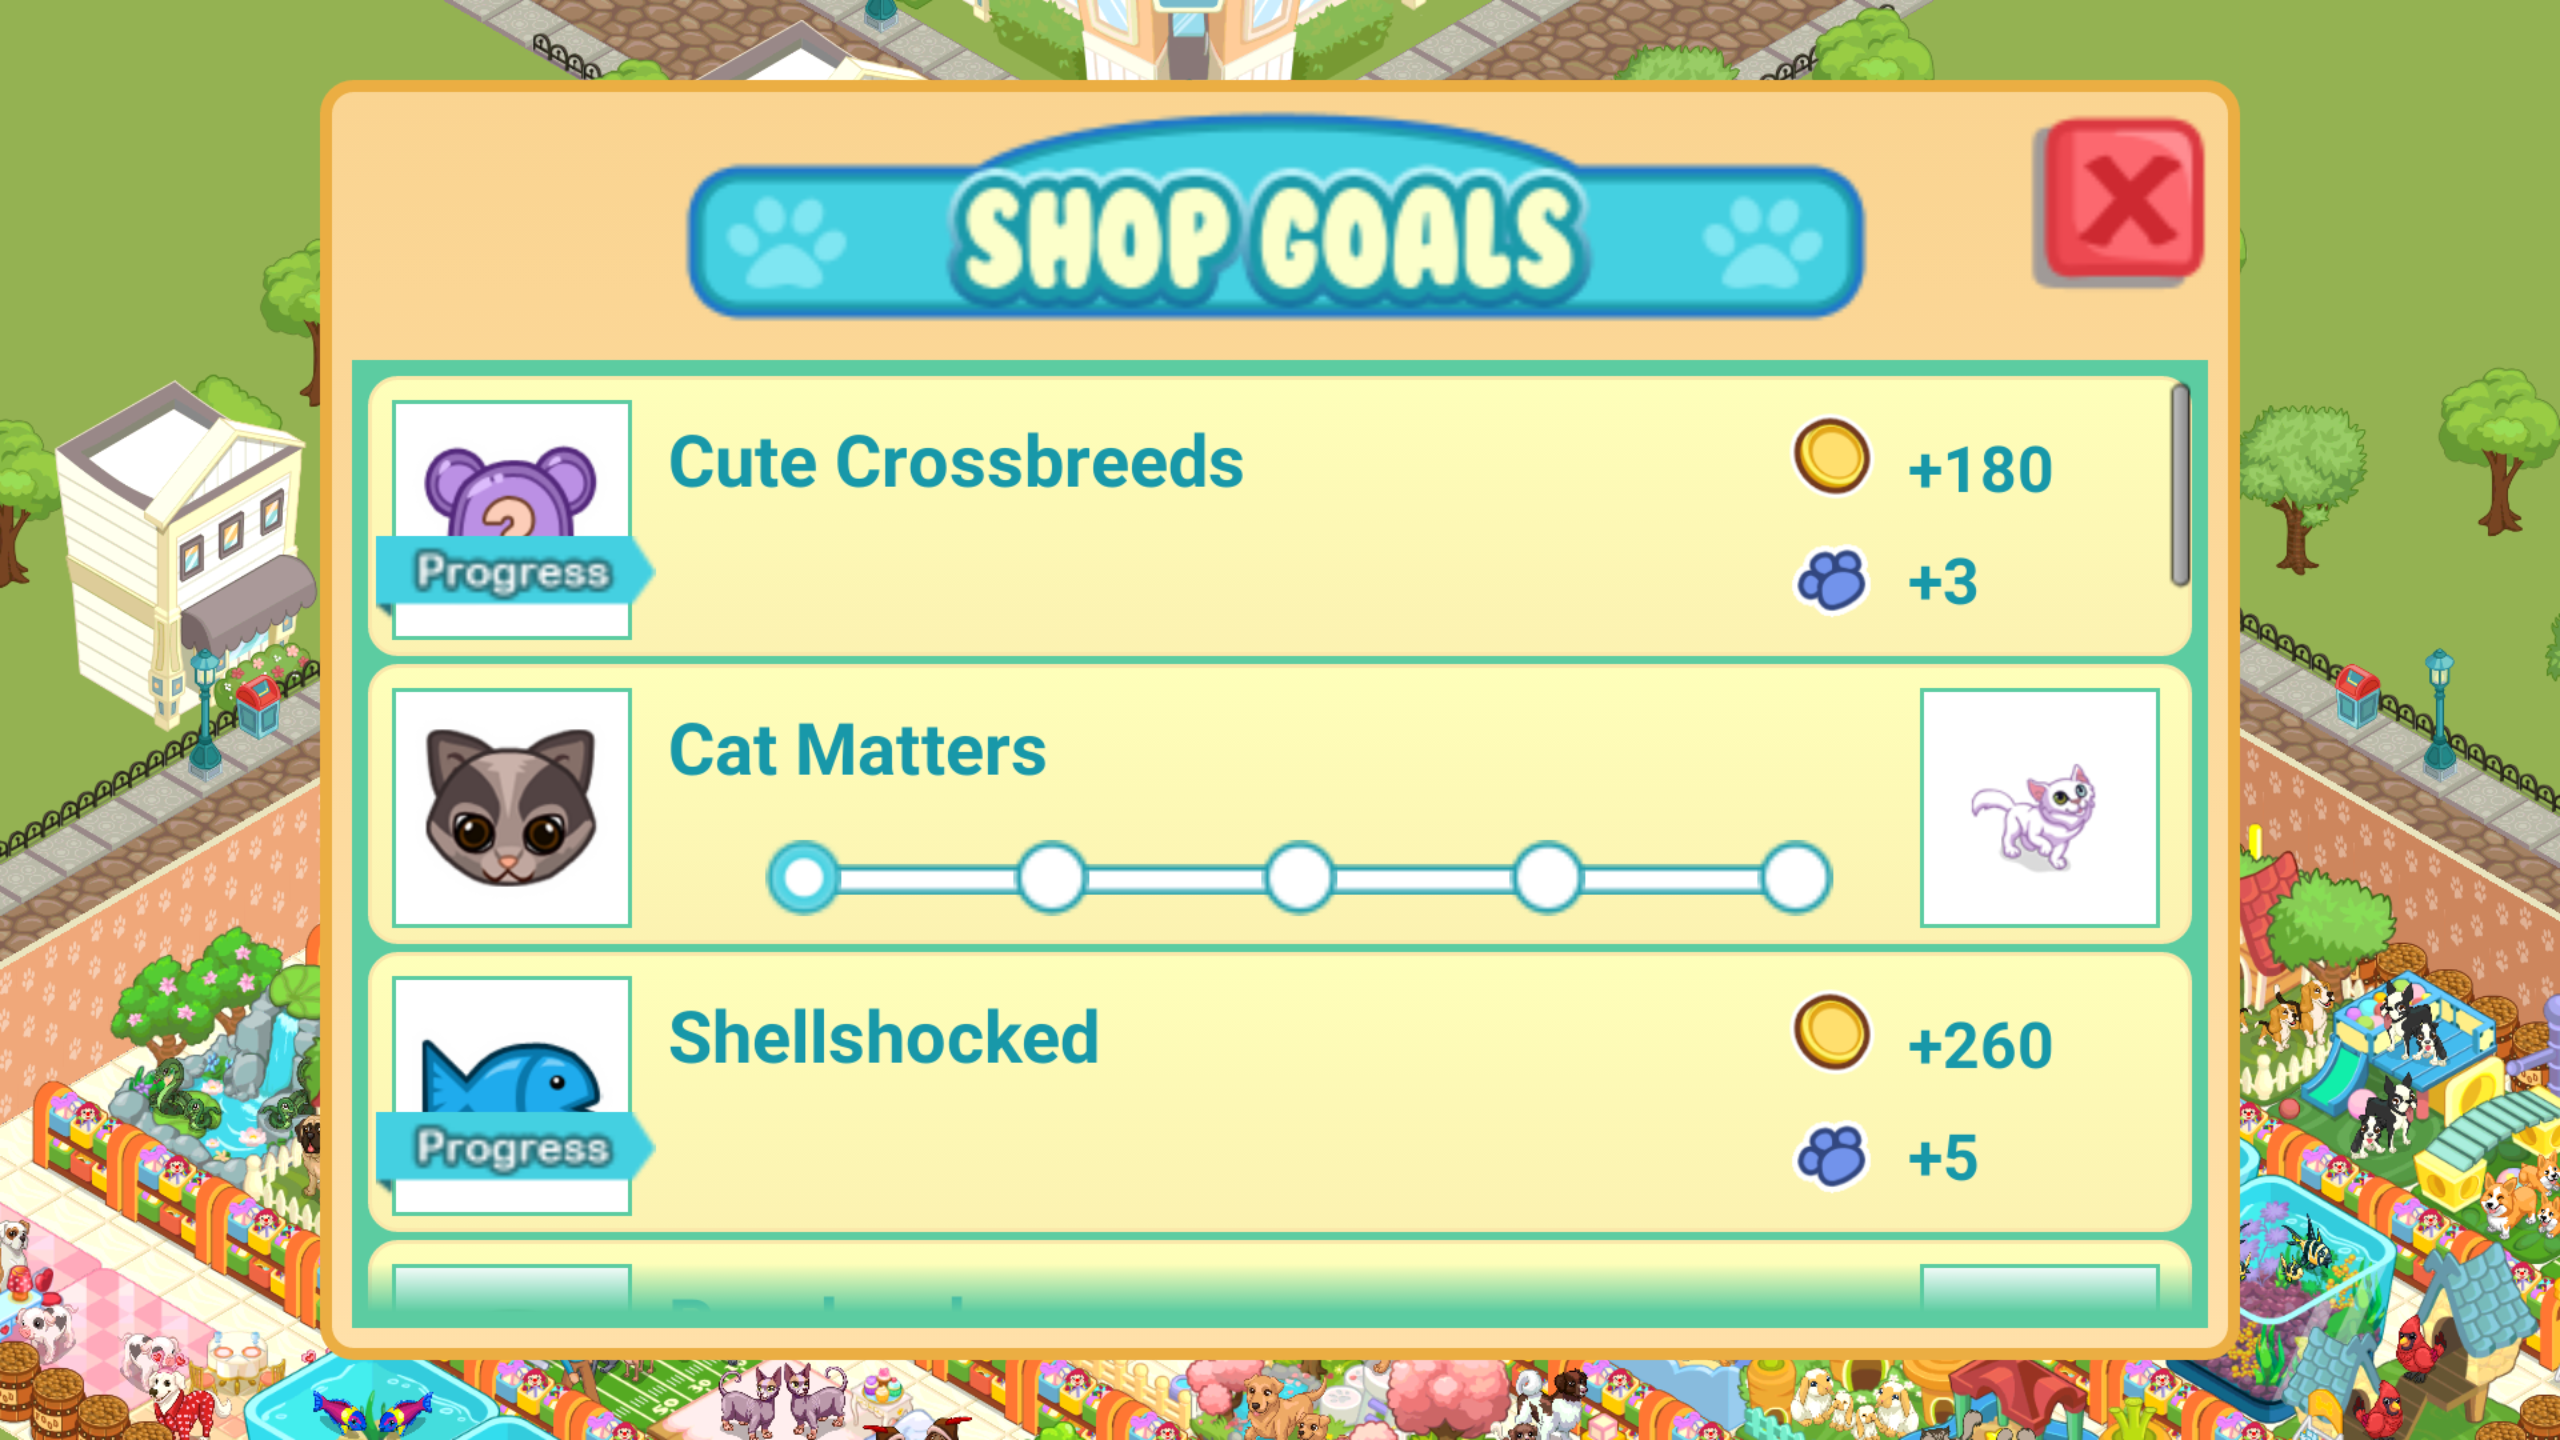 SHOP GOALS
Cute Crossbreeds
+180
Progress
+3
Cat Matters
Shellshocked
+260
Progress
+5